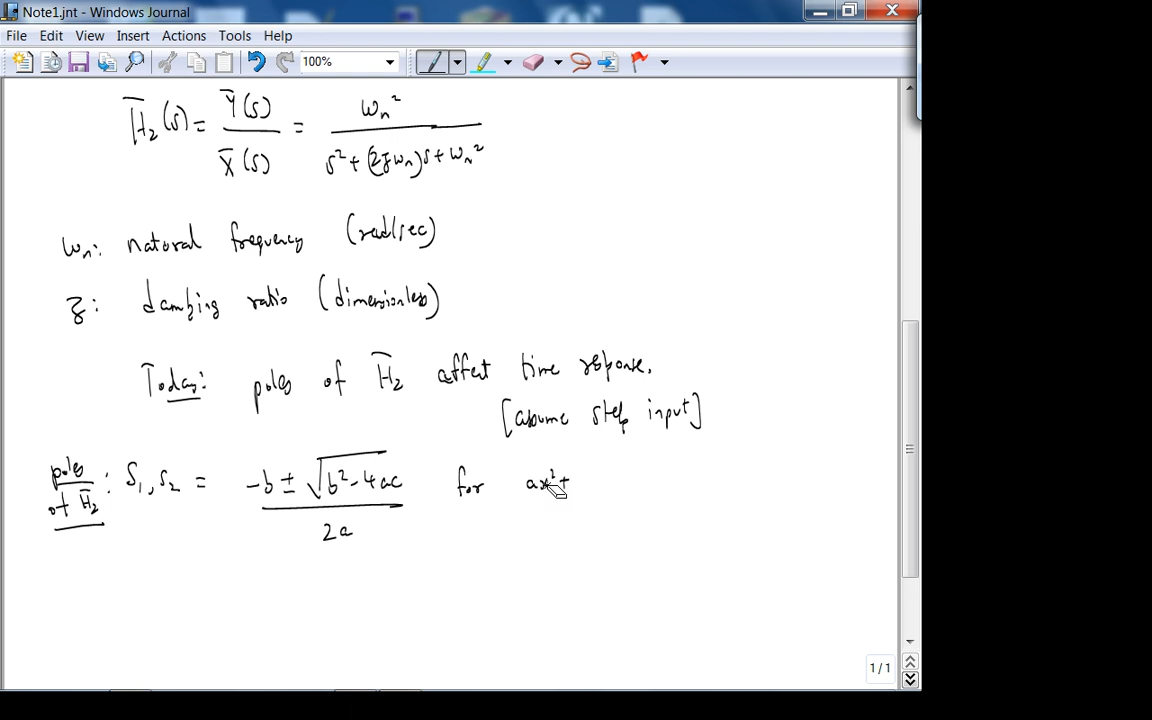 Note1.jnt - Windows Journal
File Edit View Insert Actions Tools Help
100%
H̅₂(s) = Y̅(s) / X̅(s) = ωn² / s² + (2ζωn)s + ωn²
ωn: natural frequency (rad/sec)
ζ: damping ratio (dimensionless)
Today: poles of H̅₂ affect time response.
[assume step input]
poles of H̅₂: S₁, S₂ = -b ± √b² - 4ac / 2a for ax² +
1 / 1